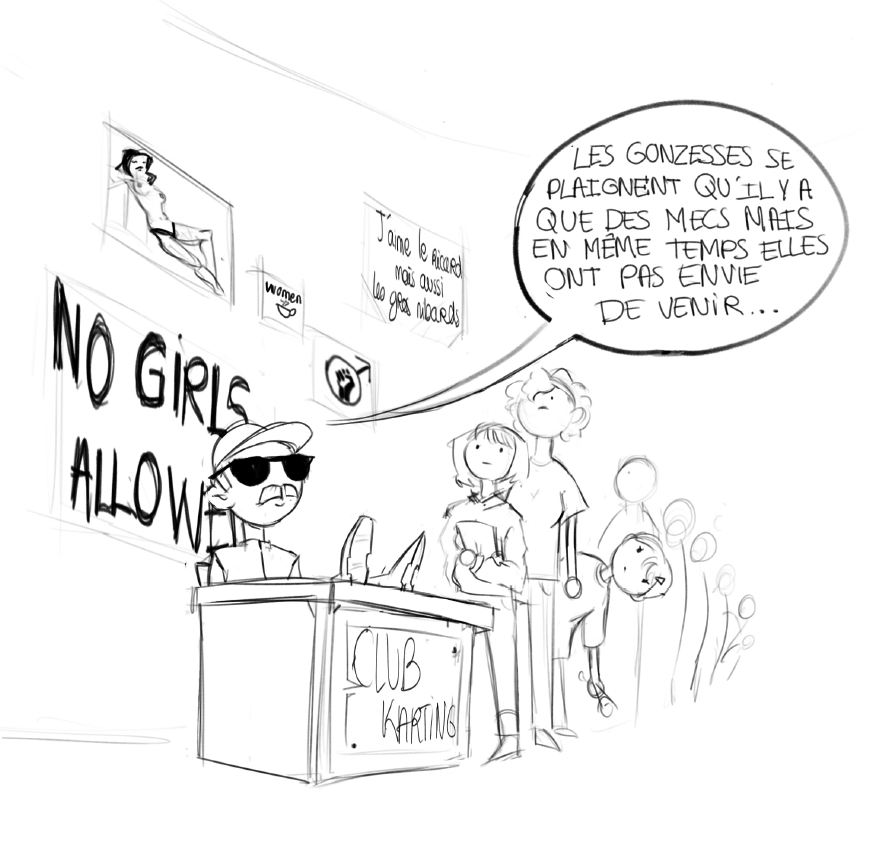 LES GONZESSES SE
PLAIGNENT QU'IL Y A
QUE DES MECS MAIS
EN MÊME TEMPS ELLES
ONT PAS ENVIE
DE VENIR...
J'aime le Ricard
mais aussi
les gros nibards
women
NO GIRLS
ALLOWE
CLUB
KARTING